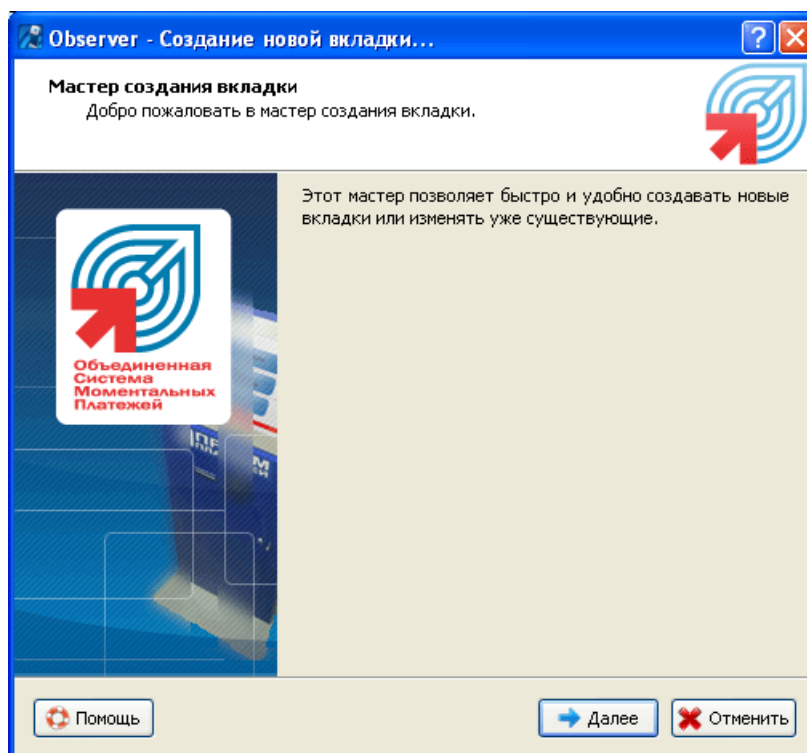 Observer - Создание новой вкладки...
Мастер создания вкладки
Добро пожаловать в мастер создания вкладки.
Этот мастер позволяет быстро и удобно создавать новые
вкладки или изменять уже существующие.
Объединенная
Система
Моментальных
Платежей
Помощь
Далее
Отменить